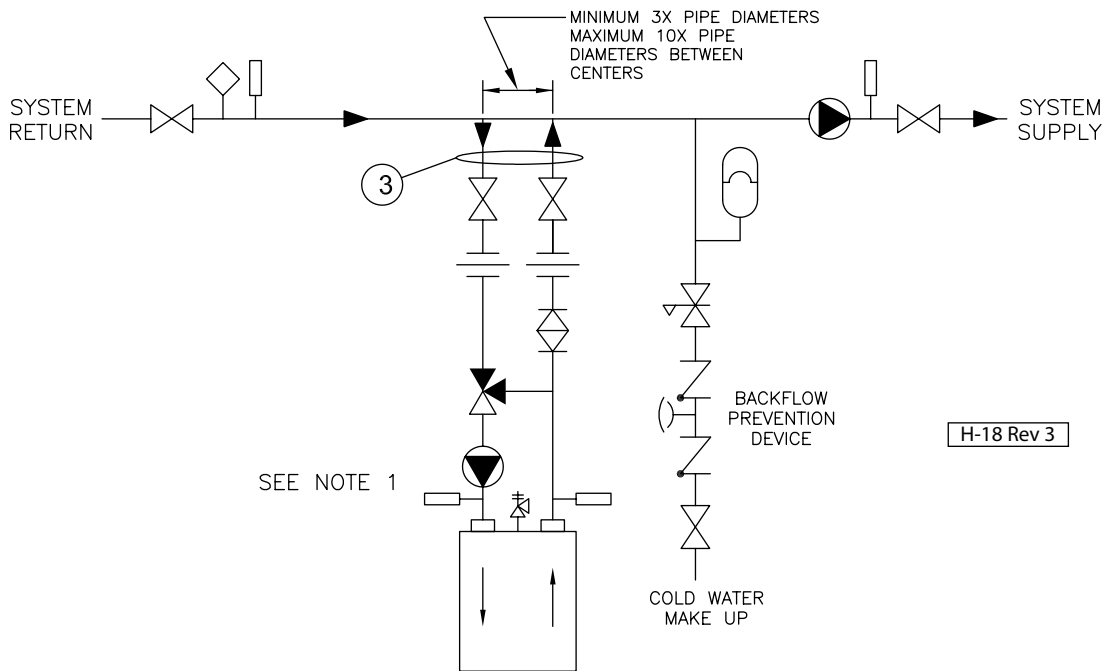 MINIMUM 3X PIPE DIAMETERS
MAXIMUM 10X PIPE
DIAMETERS BETWEEN
CENTERS
SYSTEM
RETURN
SYSTEM
SUPPLY
3
BACKFLOW
PREVENTION
DEVICE
H-18 Rev 3
SEE NOTE 1
COLD WATER
MAKE UP